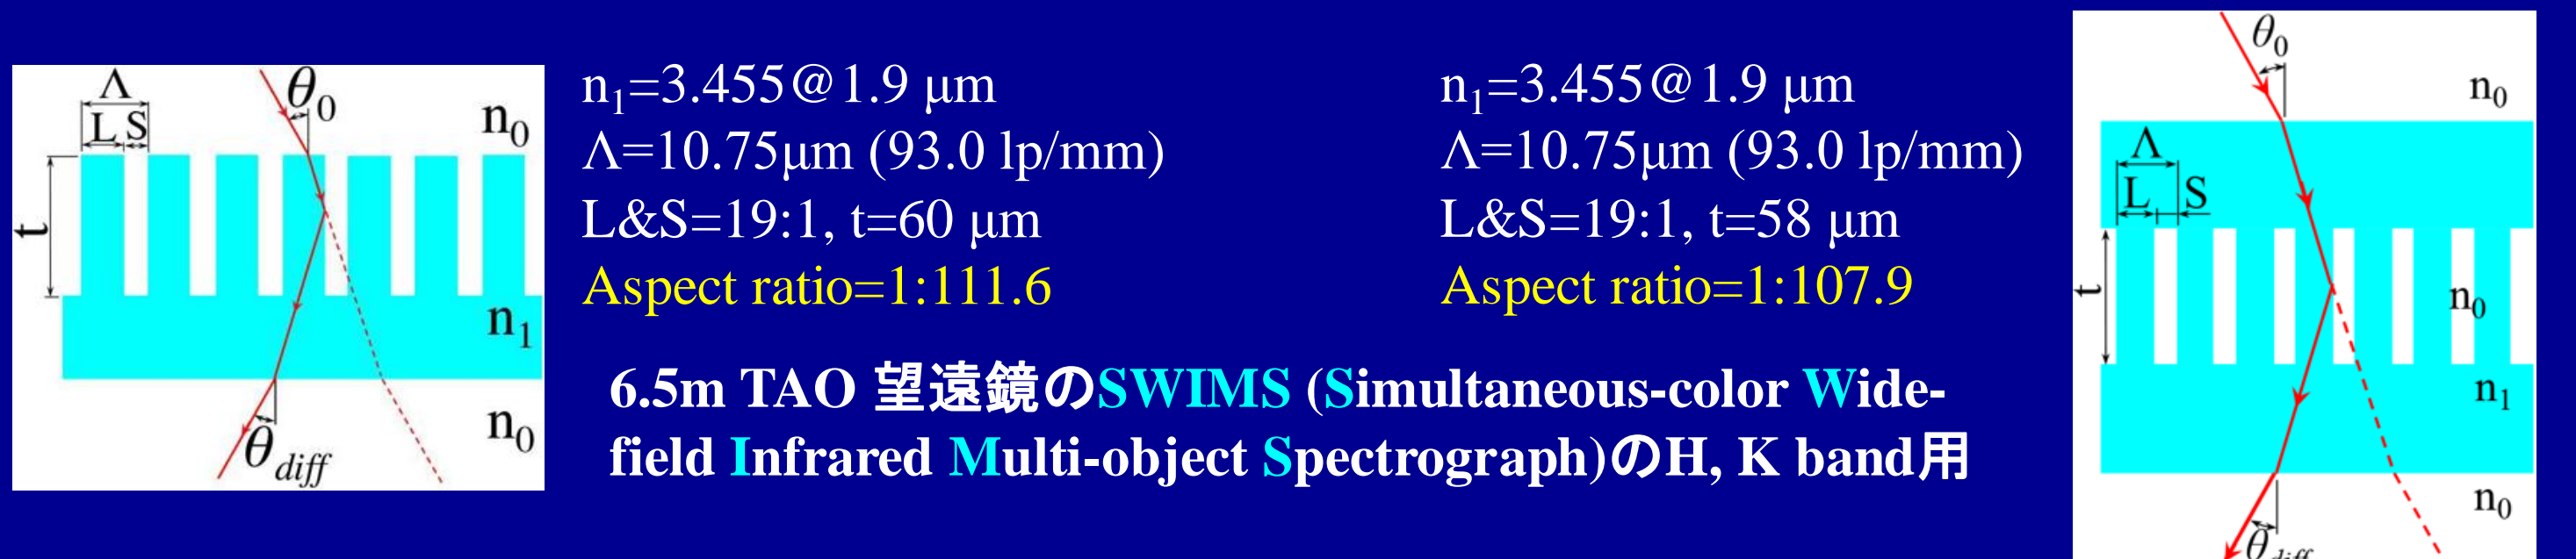 Λ
L S
t
θ0
n0
n1
n0
θdiff
n1=3.455@1.9 μm
Λ=10.75μm (93.0 lp/mm)
L&S=19:1, t=60 μm
Aspect ratio=1:111.6
n1=3.455@1.9 μm
Λ=10.75μm (93.0 lp/mm)
L&S=19:1, t=58 μm
Aspect ratio=1:107.9
6.5m TAO 望遠鏡のSWIMS (Simultaneous-color Wide-
field Infrared Multi-object Spectrograph)のH, K band用
θ0
n0
Λ
L S
t
n0
n1
n0
θdiff